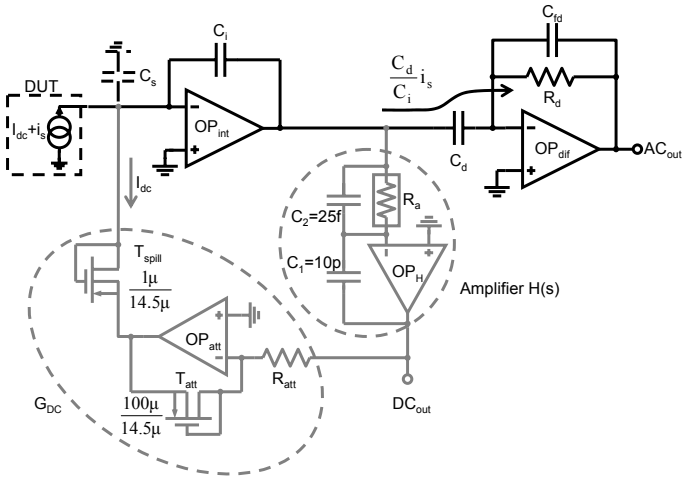 C_i
C_fd
DUT
C_s
C_d
C_i
i_s
R_d
I_dc+i_s
−
OP_int
+
C_d
−
OP_dif
+
AC_out
I_dc
C_2=25f
R_a
T_spill
C_1=10p
−
+
OP_H
Amplifier H(s)
1μ
14.5μ
+
OP_att
−
T_att
R_att
G_DC
100μ
14.5μ
DC_out